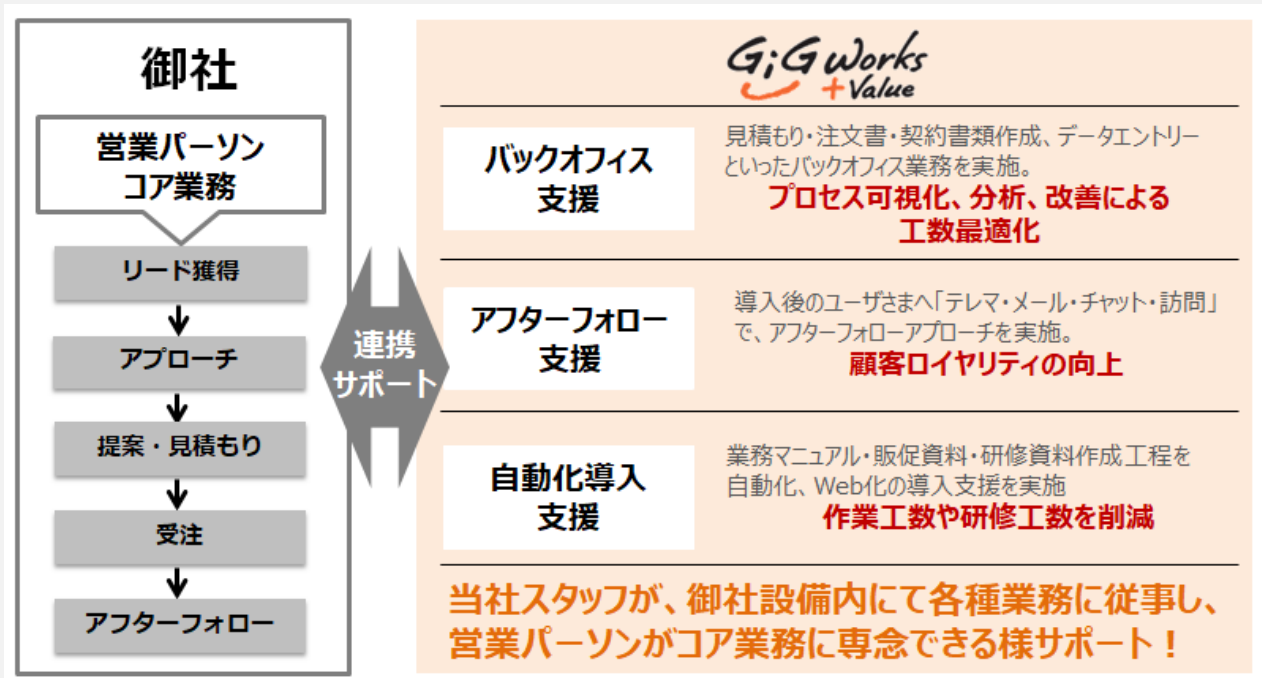 御社
営業パーソン
コア業務
リード獲得
アプローチ
提案・見積もり
受注
アフターフォロー
連携
サポート
GiG Works
+Value
バックオフィス
支援
見積もり・注文書・契約書類作成、データエントリー
といったバックオフィス業務を実施。
プロセス可視化、分析、改善による
工数最適化
アフターフォロー
支援
導入後のユーザさまへ「テレマ・メール・チャット・訪問」
で、アフターフォローアプローチを実施。
顧客ロイヤリティの向上
自動化導入
支援
業務マニュアル・販促資料・研修資料作成工程を
自動化、Web化の導入支援を実施
作業工数や研修工数を削減
当社スタッフが、御社設備内にて各種業務に従事し、
営業パーソンがコア業務に専念できる様サポート！